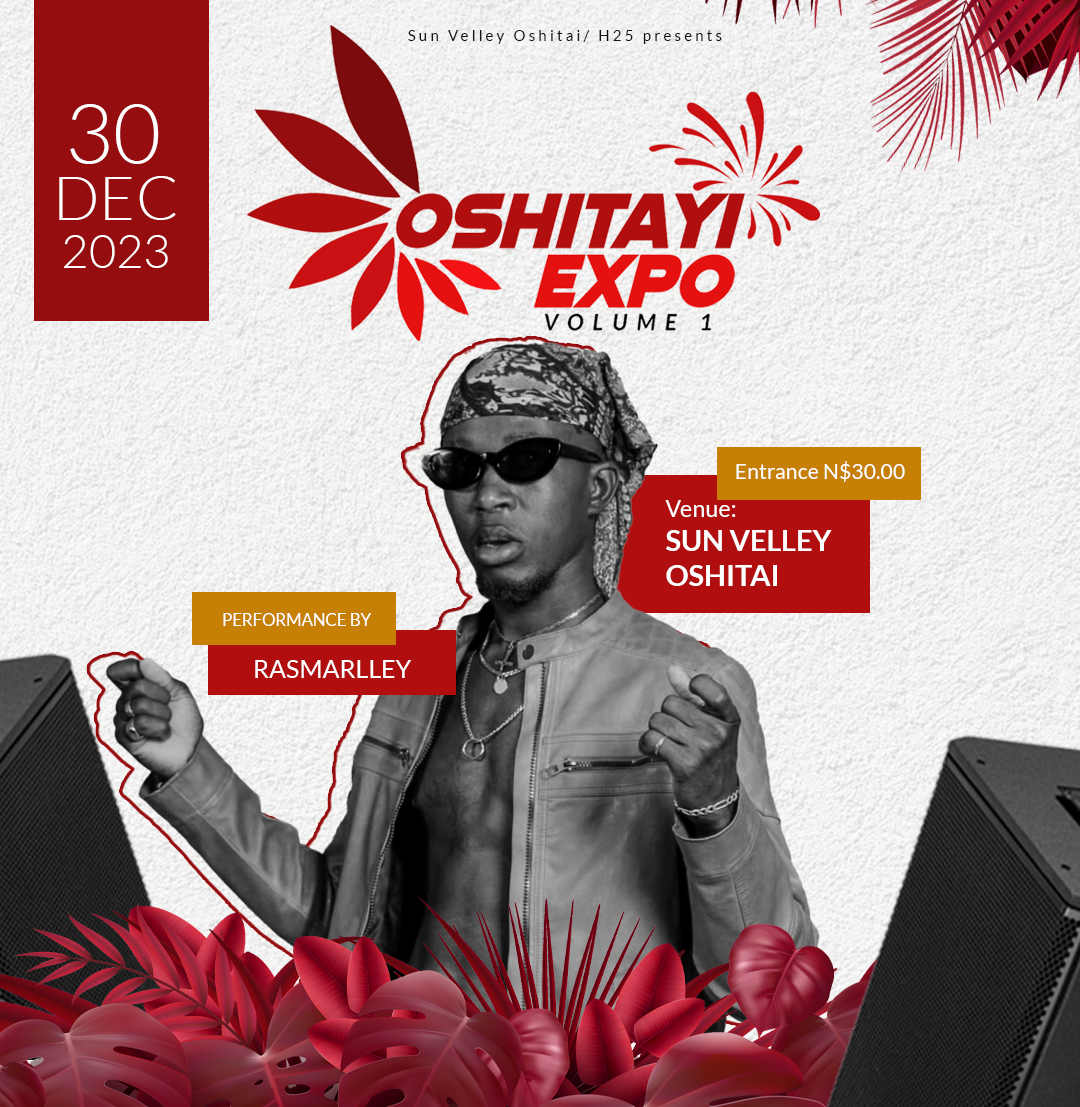 Sun Velley Oshitai/ H25 presents
30
DEC
2023
OSHITAYI
EXPO
VOLUME 1
Entrance N$30.00
Venue:
SUN VELLEY
OSHITAI
PERFORMANCE BY
RASMARLLEY